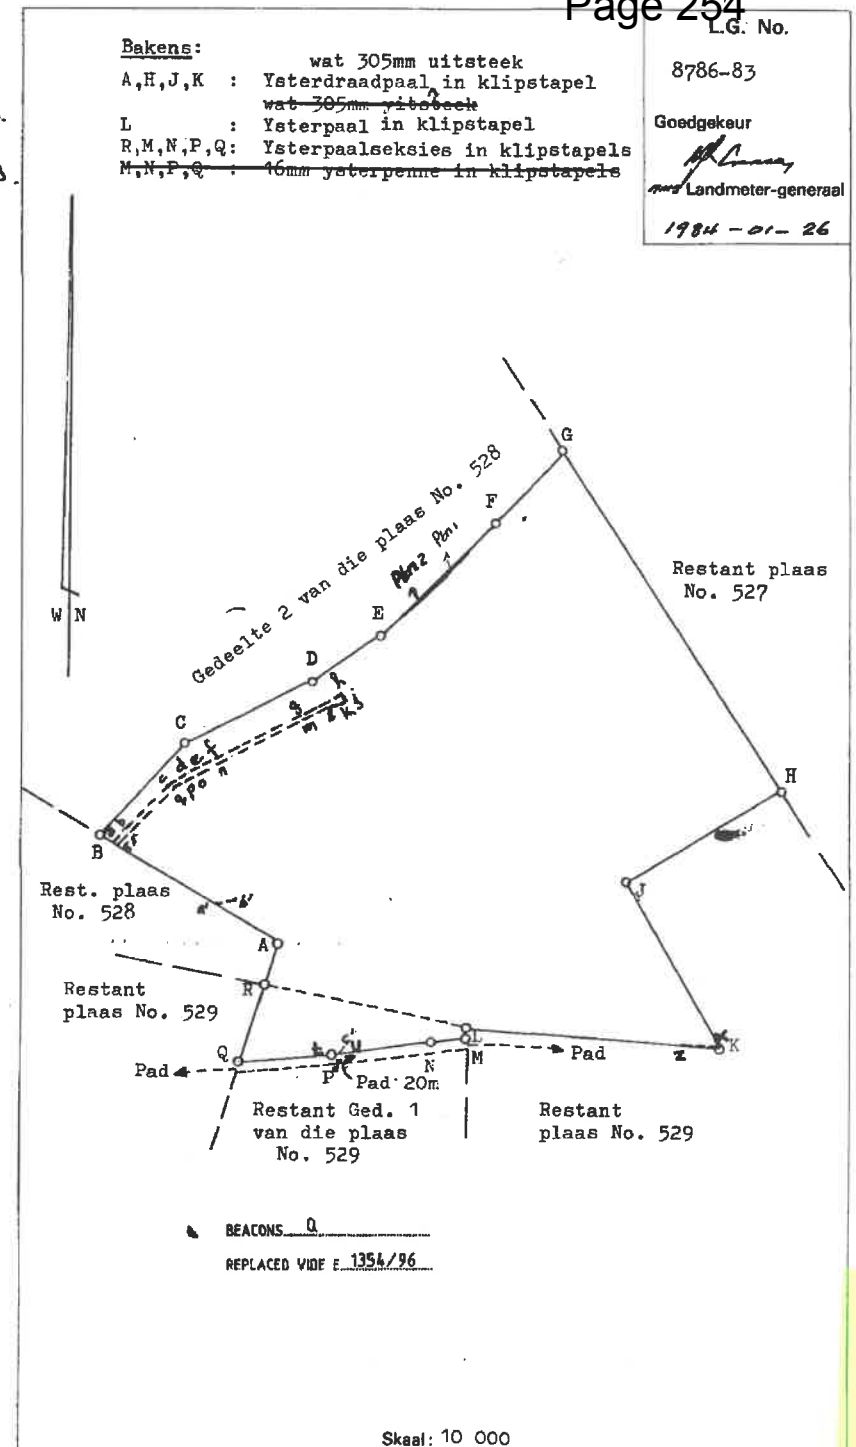 Page 254
L.G. No.
8786-83
Goedgekeur
Landmeter-generaal
1984-01-26
Bakens:
wat 305mm uitsteek
A,H,J,K : Ysterdraadpaal in klipstapel
wat 305mm uitsteek
L : Ysterpaal in klipstapel
R,M,N,P,Q: Ysterpaalseksies in klipstapels
M,N,P,Q : 16mm ysterpenne in klipstapels
W N
G
F
Gedeelte 2 van die plaas No. 528
Pbn1
Pbn2
E
D
C
Restant plaas
No. 527
h
g
j
m l k
c d e f
q p o n
H
B
J
Rest. plaas
No. 528
a' b'
A
R
Restant
plaas No. 529
Q
t c' u
P
N
L
M
z
K
Pad
Pad
Pad 20m
Restant Ged. 1
van die plaas
No. 529
Restant
plaas No. 529
BEACONS Q
REPLACED VIDE E 1354/96
Skaal: 10 000